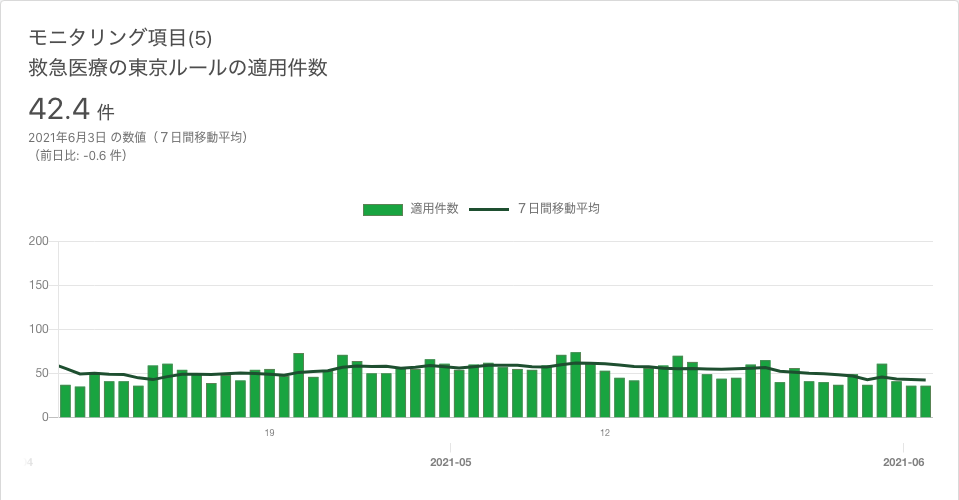 モニタリング項目(5)
救急医療の東京ルールの適用件数
42.4 件
2021年6月3日 の数値（７日間移動平均）
（前日比: -0.6 件）
適用件数 ７日間移動平均
200
150
100
50
0
19 12
2021-05 2021-06